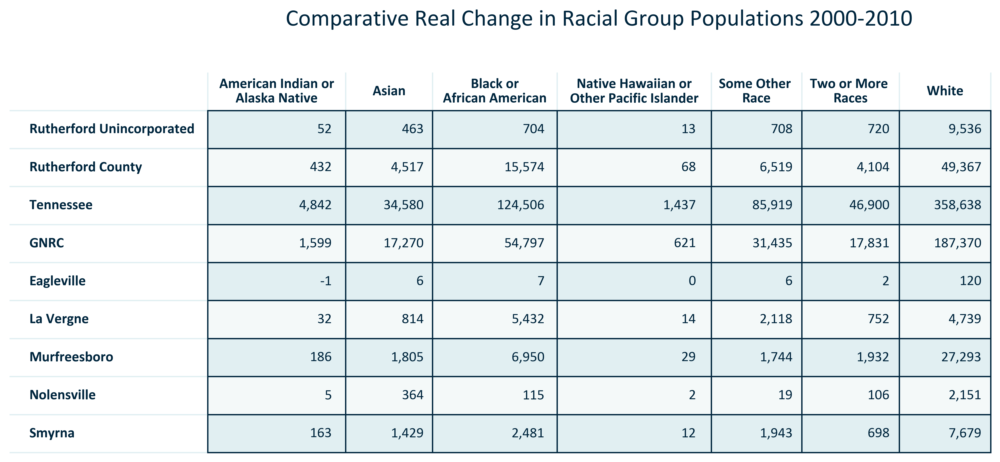 Comparative Real Change in Racial Group Populations 2000-2010
American Indian or Alaska Native Asian Black or African American Native Hawaiian or Other Pacific Islander Some Other Race Two or More Races White
Rutherford Unincorporated 52 463 704 13 708 720 9,536
Rutherford County 432 4,517 15,574 68 6,519 4,104 49,367
Tennessee 4,842 34,580 124,506 1,437 85,919 46,900 358,638
GNRC 1,599 17,270 54,797 621 31,435 17,831 187,370
Eagleville -1 6 7 0 6 2 120
La Vergne 32 814 5,432 14 2,118 752 4,739
Murfreesboro 186 1,805 6,950 29 1,744 1,932 27,293
Nolensville 5 364 115 2 19 106 2,151
Smyrna 163 1,429 2,481 12 1,943 698 7,679